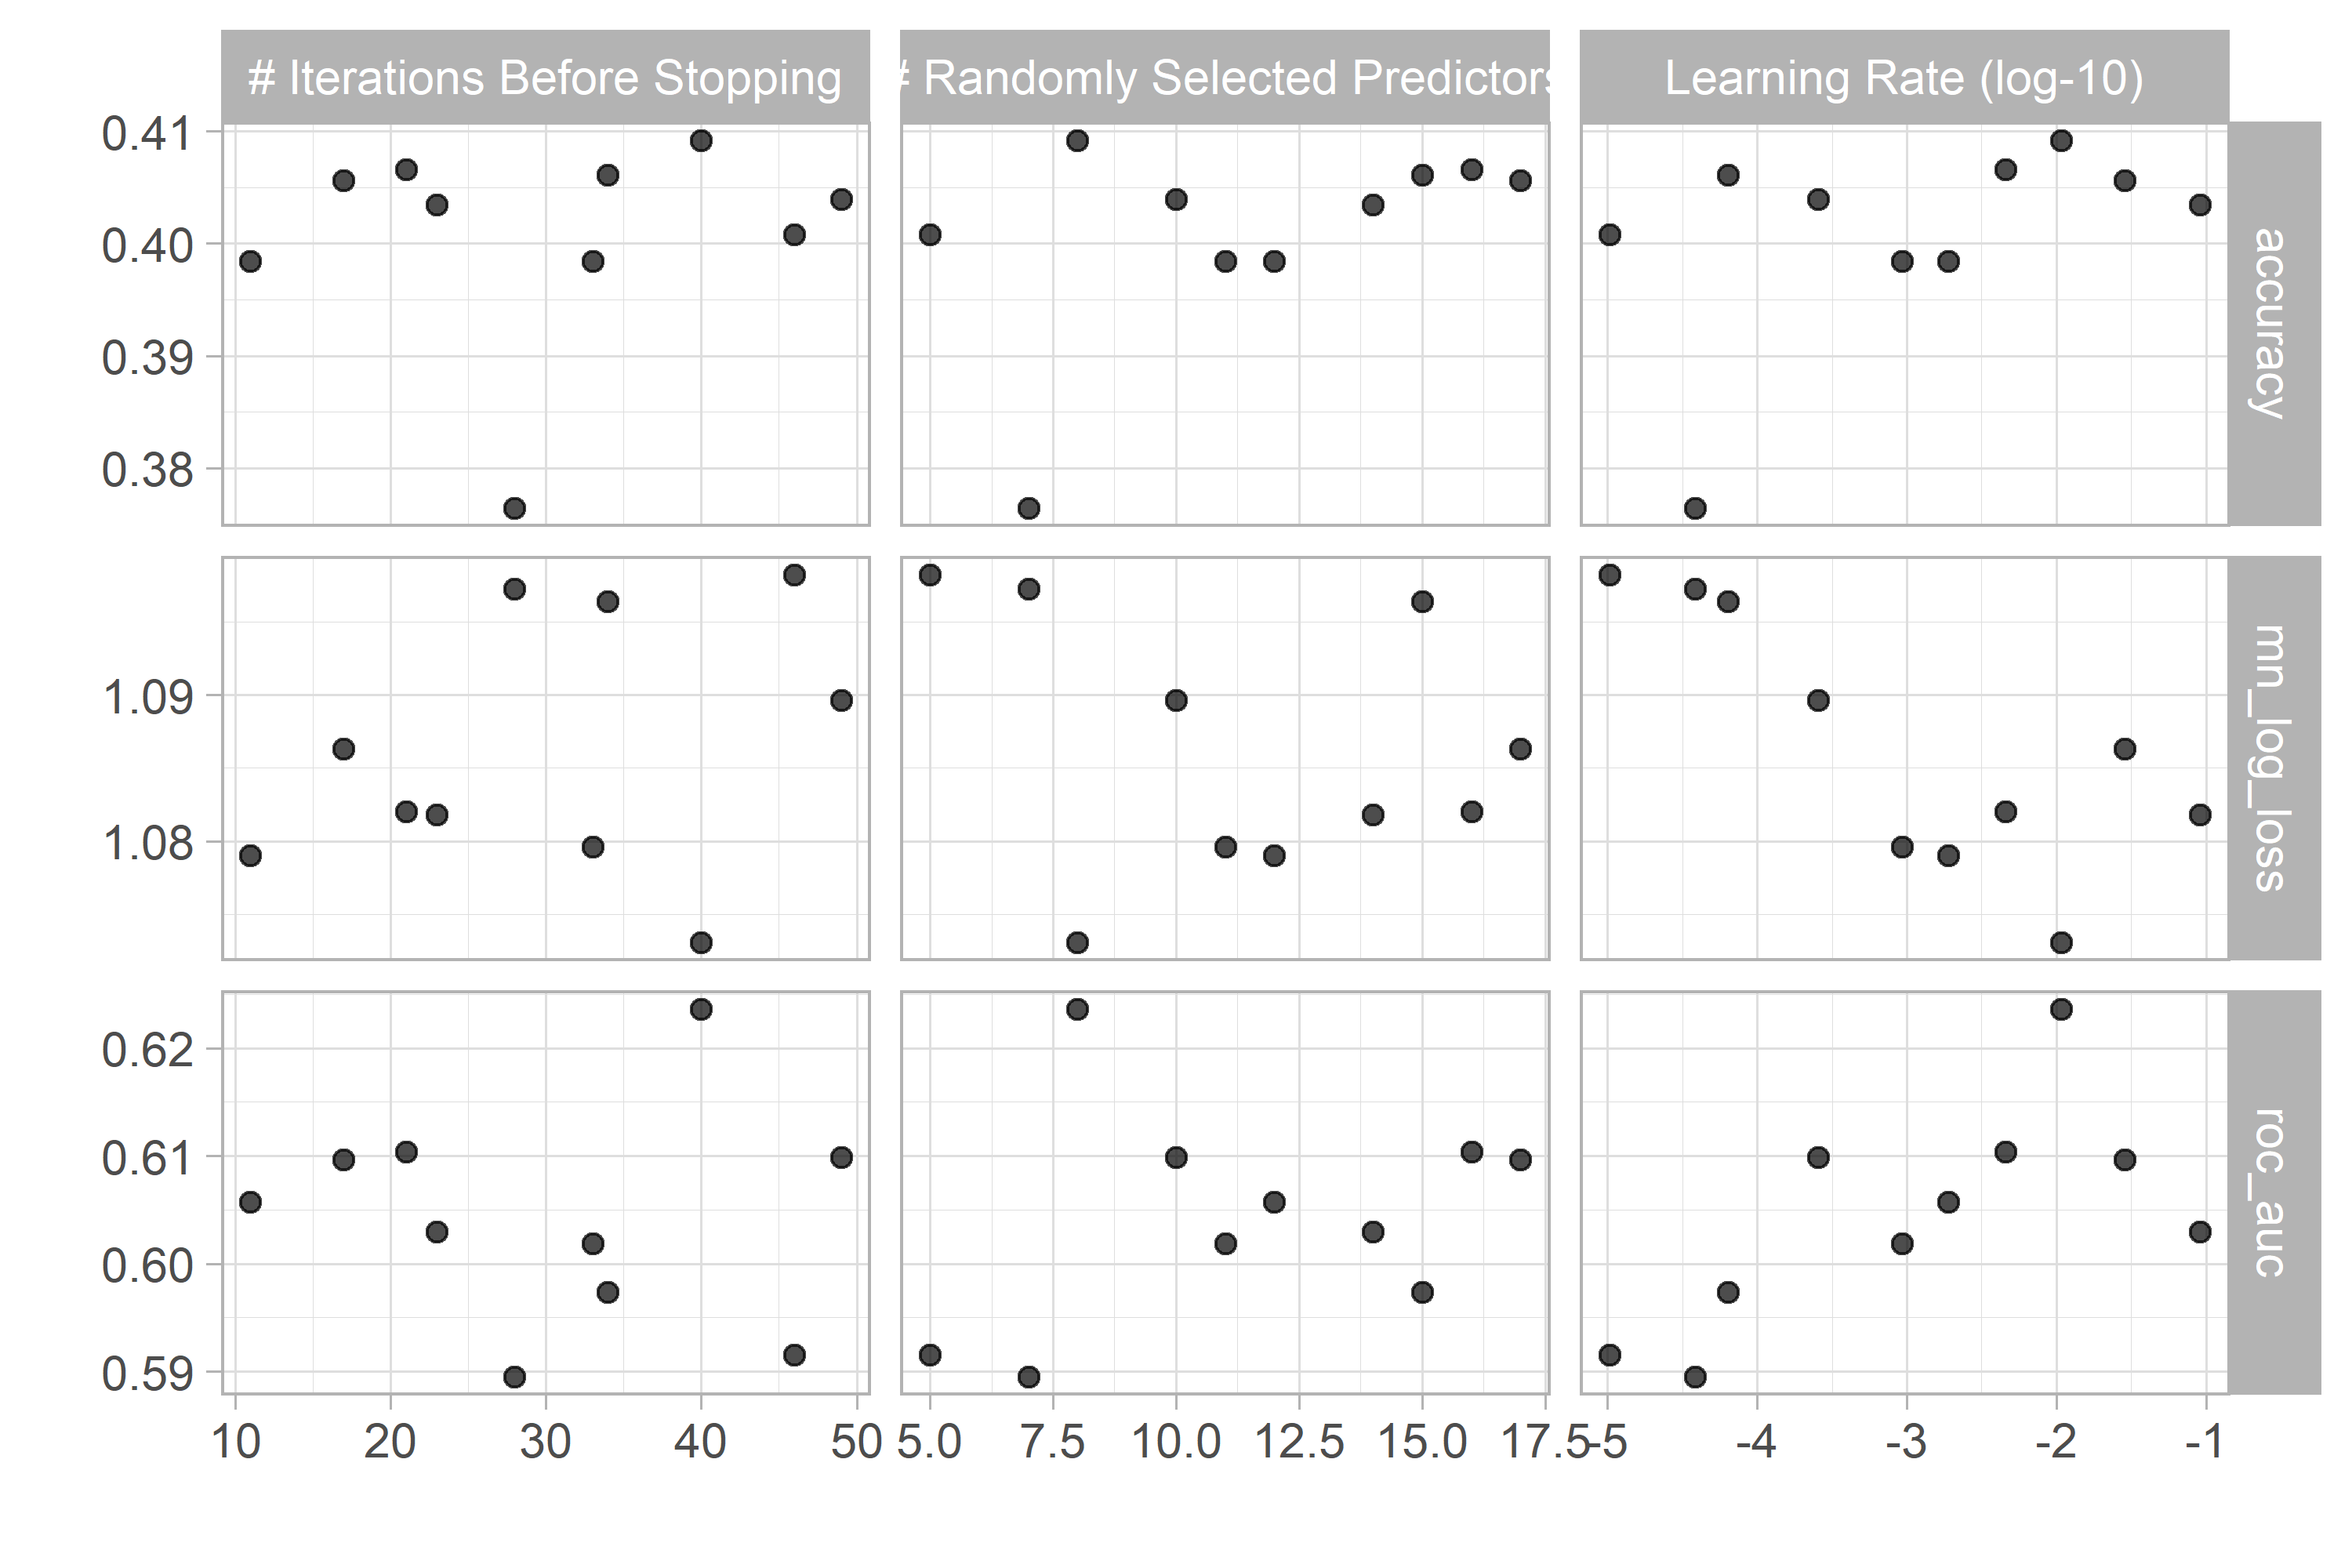 # Iterations Before Stopping
# Randomly Selected Predictors
Learning Rate (log-10)
0.41
0.40
0.39
0.38
accuracy
1.09
1.08
mn_log_loss
0.62
0.61
0.60
0.59
roc_auc
10 20 30 40 50
5.0 7.5 10.0 12.5 15.0 17.5
-5 -4 -3 -2 -1